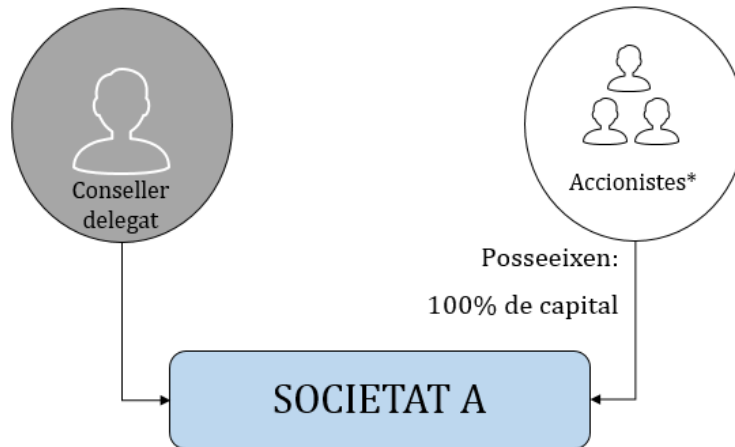 Conseller
delegat
Accionistes*
Posseeixen:
100% de capital
SOCIETAT A